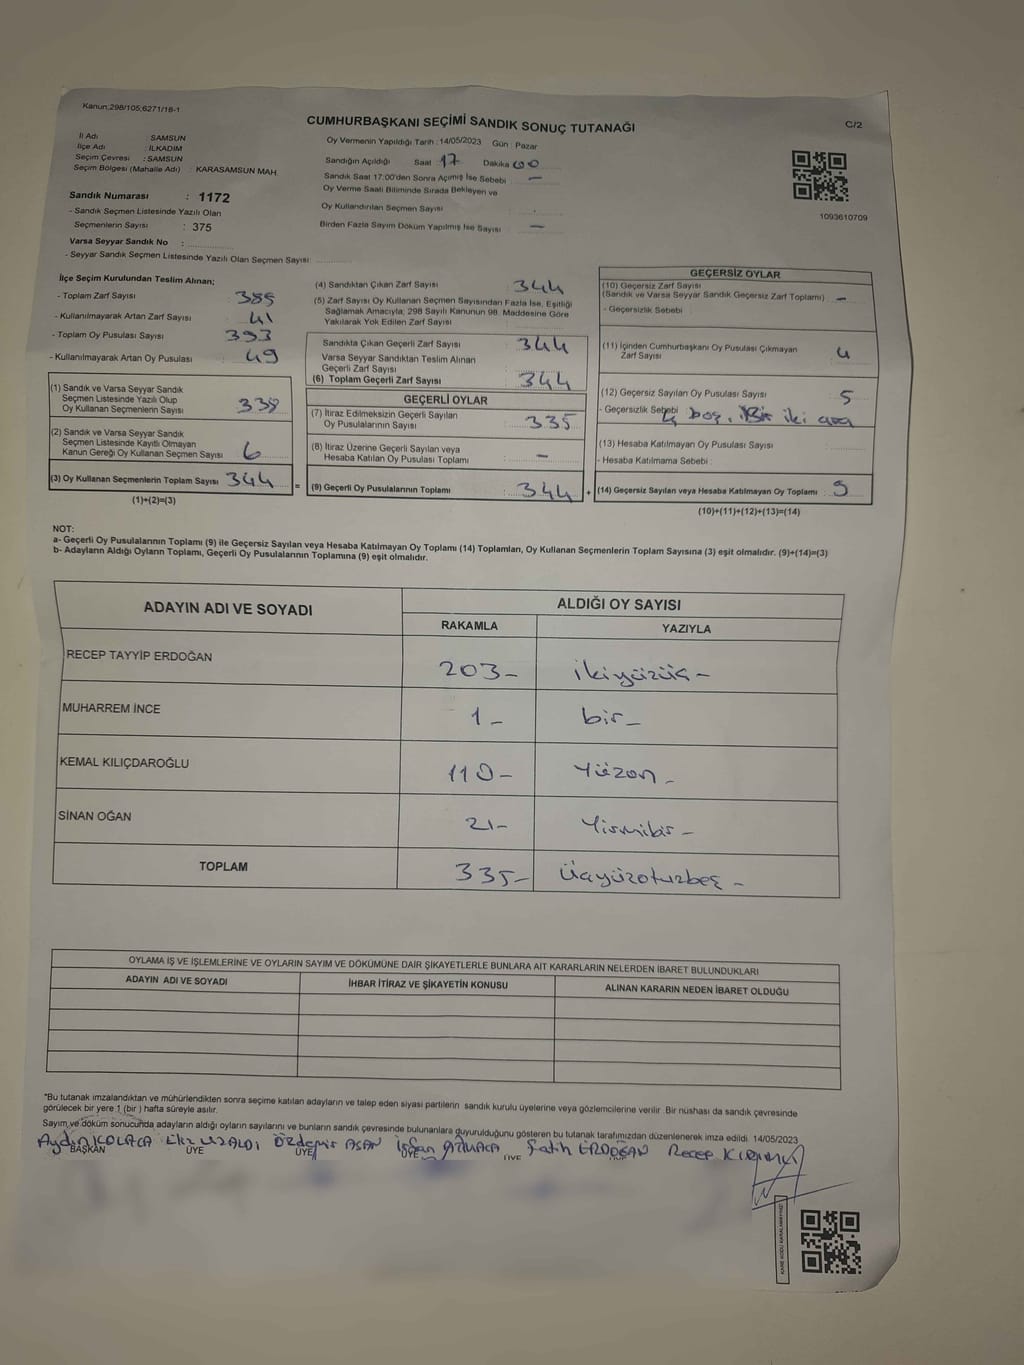 Kanun;298/105;6271/18-1
CUMHURBAŞKANI SEÇİMİ SANDIK SONUÇ TUTANAĞI
C/2
İl Adı : SAMSUN
İlçe Adı : İLKADIM
Seçim Çevresi : SAMSUN
Seçim Bölgesi (Mahalle Adı) : KARASAMSUN MAH.
Sandık Numarası : 1172
- Sandık Seçmen Listesinde Yazılı Olan
Seçmenlerin Sayısı : 375
Varsa Seyyar Sandık No :
- Seyyar Sandık Seçmen Listesinde Yazılı Olan Seçmen Sayısı
Oy Vermenin Yapıldığı Tarih : 14/05/2023 Gün : Pazar
Sandığın Açıldığı Saat 17 Dakika 00
Sandık Saat 17:00'den Sonra Açımış İse Sebebi —
Oy Verme Saati Bitiminde Sırada Bekleyen ve
Oy Kullandırılan Seçmen Sayısı
Birden Fazla Sayım Döküm Yapılmış İse Sayısı —
1093610709
İlçe Seçim Kurulundan Teslim Alınan;
- Toplam Zarf Sayısı 385
- Kullanılmayarak Artan Zarf Sayısı 41
- Toplam Oy Pusulası Sayısı 393
- Kullanılmayarak Artan Oy Pusulası 49
(1) Sandık ve Varsa Seyyar Sandık
Seçmen Listesinde Yazılı Olup
Oy Kullanan Seçmenlerin Sayısı 338
(2) Sandık ve Varsa Seyyar Sandık
Seçmen Listesinde Kayıtlı Olmayan
Kanun Gereği Oy Kullanan Seçmen Sayısı 6
(3) Oy Kullanan Seçmenlerin Toplam Sayısı 344
(1)+(2)=(3)
(4) Sandıktan Çıkan Zarf Sayısı 344
(5) Zarf Sayısı Oy Kullanan Seçmen Sayısından Fazla İse, Eşitliği
Sağlamak Amacıyla; 298 Sayılı Kanunun 98. Maddesine Göre
Yakılarak Yok Edilen Zarf Sayısı
Sandıkta Çıkan Geçerli Zarf Sayısı 344
Varsa Seyyar Sandıktan Teslim Alınan
Geçerli Zarf Sayısı
(6) Toplam Geçerli Zarf Sayısı 344
GEÇERLİ OYLAR
(7) İtiraz Edilmeksizin Geçerli Sayılan
Oy Pusulalarının Sayısı 335
(8) İtiraz Üzerine Geçerli Sayılan veya
Hesaba Katılan Oy Pusulası Toplamı —
= (9) Geçerli Oy Pusulalarının Toplamı 344 +
GEÇERSİZ OYLAR
(10) Geçersiz Zarf Sayısı
(Sandık ve Varsa Seyyar Sandık Geçersiz Zarf Toplamı) —
- Geçersizlik Sebebi :
(11) İçinden Cumhurbaşkanı Oy Pusulası Çıkmayan
Zarf Sayısı 4
(12) Geçersiz Sayılan Oy Pusulası Sayısı 5
- Geçersizlik Sebebi boş, Bir iki
(13) Hesaba Katılmayan Oy Pusulası Sayısı
- Hesaba Katılmama Sebebi :
(14) Geçersiz Sayılan veya Hesaba Katılmayan Oy Toplamı
(10)+(11)+(12)+(13)=(14)
NOT:
a- Geçerli Oy Pusulalarının Toplamı (9) ile Geçersiz Sayılan veya Hesaba Katılmayan Oy Toplamı (14) Toplamları, Oy Kullanan Seçmenlerin Toplam Sayısına (3) eşit olmalıdır. (9)+(14)=(3)
b- Adayların Aldığı Oyların Toplamı, Geçerli Oy Pusulalarının Toplamına (9) eşit olmalıdır.
ADAYIN ADI VE SOYADI
ALDIĞI OY SAYISI
RAKAMLA YAZIYLA
RECEP TAYYİP ERDOĞAN 203- ikiyüzüç-
MUHARREM İNCE 1- bir-
KEMAL KILIÇDAROĞLU 110- Yüzon-
SİNAN OĞAN 21- Yirmibir-
TOPLAM 335- Üçyüzotuzbeş-
OYLAMA İŞ VE İŞLEMLERİNE VE OYLARIN SAYIM VE DÖKÜMÜNE DAİR ŞİKAYETLERLE BUNLARA AİT KARARLARIN NELERDEN İBARET BULUNDUKLARI
ADAYIN ADI VE SOYADI İHBAR İTİRAZ VE ŞİKAYETİN KONUSU ALINAN KARARIN NEDEN İBARET OLDUĞU
*Bu tutanak imzalandıktan ve mühürlendikten sonra seçime katılan adayların ve talep eden siyasi partilerin sandık kurulu üyelerine veya gözlemcilerine verilir. Bir nüshası da sandık çevresinde
görülecek bir yere 1 (bir) hafta süreyle asılır.
Sayım ve döküm sonucunda adayların aldığı oyların sayılarını ve bunların sandık çevresinde bulunanlara duyurulduğunu gösteren bu tutanak tarafımızdan düzenlenerek imza edildi. 14/05/2023
Aydın KOLACA Özdemir ASAN Fatih ERDOĞAN Recep
BAŞKAN ÜYE ÜYE ÜYE ÜYE